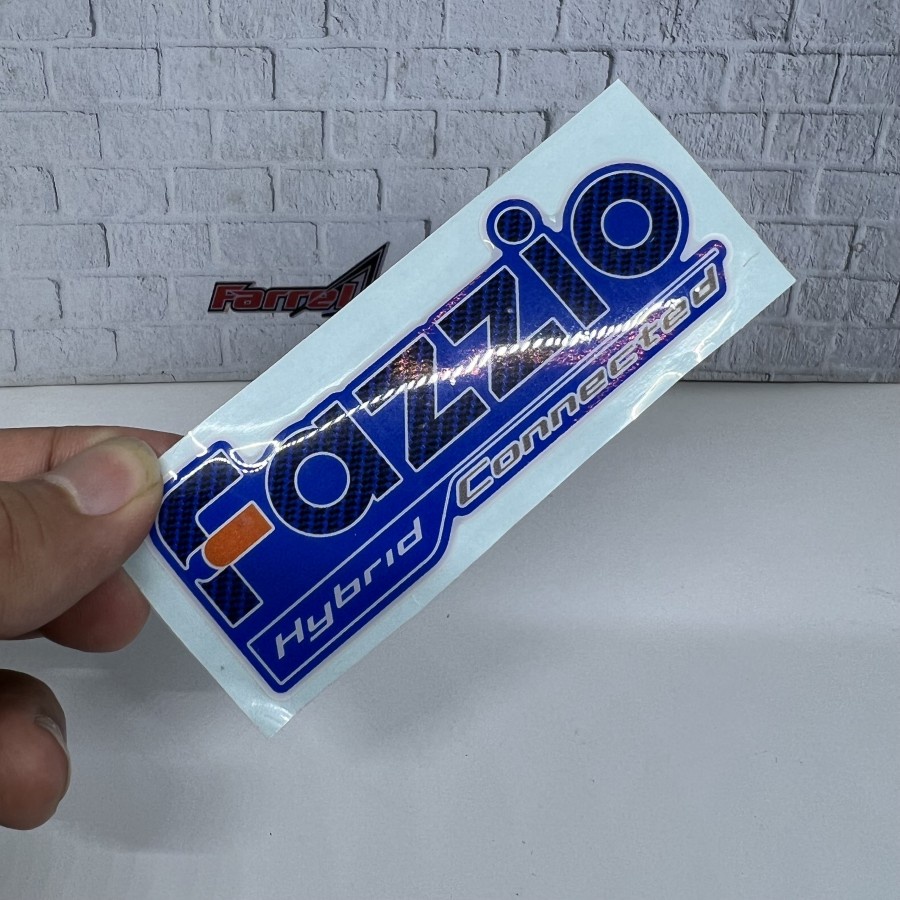 Farrel
fazzio
Hybrid Connected